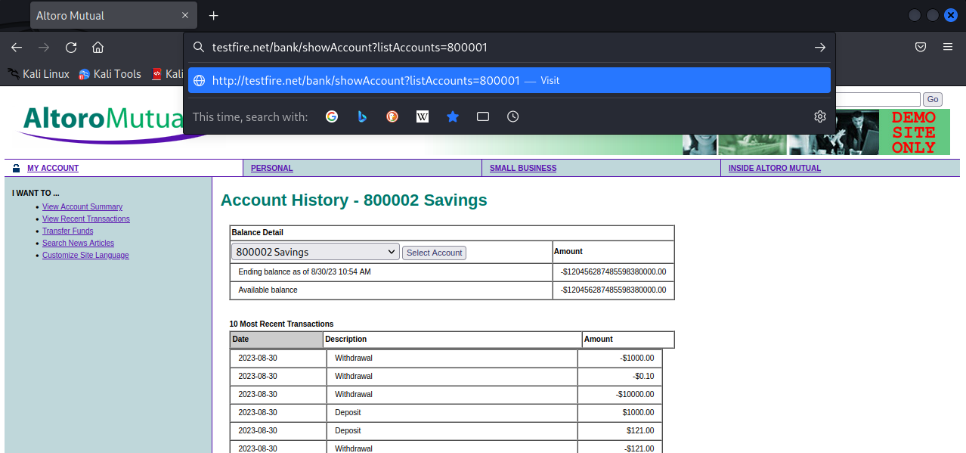 Altoro Mutual
testfire.net/bank/showAccount?listAccounts=800001
Kali Linux Kali Tools Kali
http://testfire.net/bank/showAccount?listAccounts=800001 — Visit
This time, search with:
Go
AltoroMutua
DEMO
SITE
ONLY
MY ACCOUNT PERSONAL SMALL BUSINESS INSIDE ALTORO MUTUAL
I WANT TO ...
View Account Summary
View Recent Transactions
Transfer Funds
Search News Articles
Customize Site Language
Account History - 800002 Savings
Balance Detail
800002 Savings Select Account Amount
Ending balance as of 8/30/23 10:54 AM -$120456287485598380000.00
Available balance -$120456287485598380000.00
10 Most Recent Transactions
Date Description Amount
2023-08-30 Withdrawal -$1000.00
2023-08-30 Withdrawal -$0.10
2023-08-30 Withdrawal -$10000.00
2023-08-30 Deposit $1000.00
2023-08-30 Deposit $121.00
2023-08-30 Withdrawal -$121.00